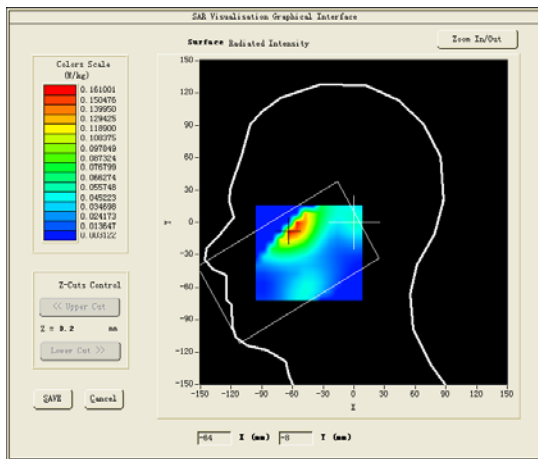 SAR Visualisation Graphical Interface
Surface Radiated Intensity
Zoom In/Out
Colors Scale
(W/kg)
0.161001
0.150476
0.139950
0.129425
0.118900
0.108375
0.097849
0.087324
0.076799
0.066274
0.055748
0.045223
0.034698
0.024173
0.013647
0.003122
Z-Cuts Control
<< Upper Cut
Z = 0.2 mm
Lower Cut >>
SAVE Cancel
150
120
90
60
30
0
-30
-60
-90
-120
-150
Y
-150 -120 -90 -60 -30 0 30 60 90 120 150
X
-64 X (mm) -8 Y (mm)